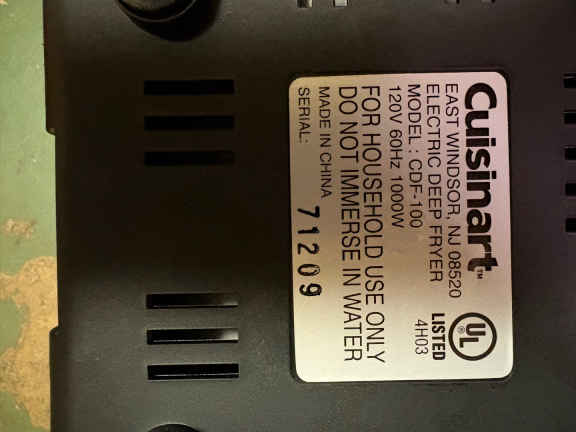 Cuisinart™
EAST WINDSOR, NJ 08520
ELECTRIC DEEP FRYER
MODEL : CDF-100
120V 60Hz 1000W
UL®
LISTED
4H03
FOR HOUSEHOLD USE ONLY
DO NOT IMMERSE IN WATER
MADE IN CHINA
SERIAL: 71209